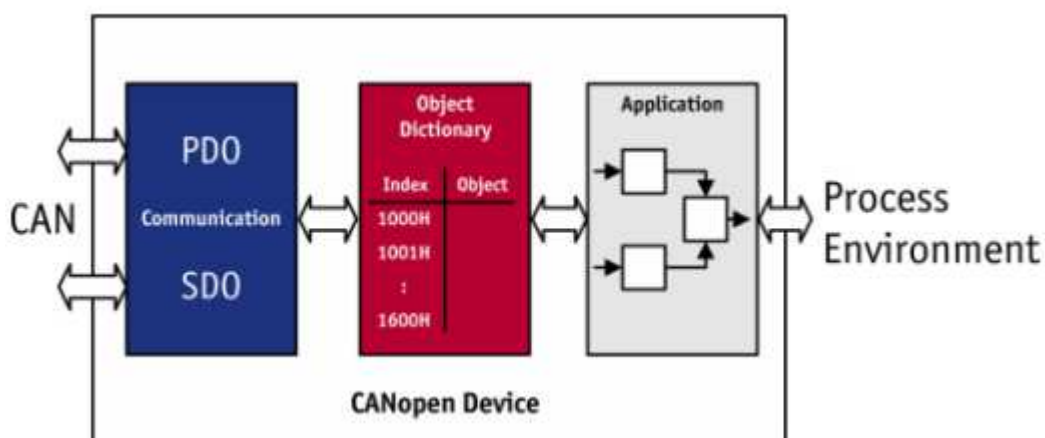 CAN
PDO
Communication
SDO
Object
Dictionary
Index Object
1000H
1001H
:
1600H
Application
Process
Environment
CANopen Device